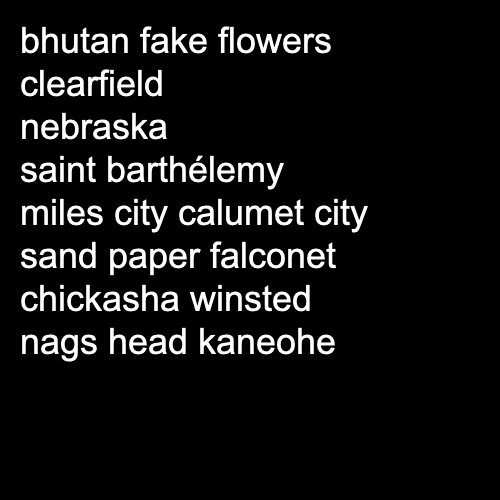 bhutan fake flowers
clearfield
nebraska
saint barthélemy
miles city calumet city
sand paper falconet
chickasha winsted
nags head kaneohe